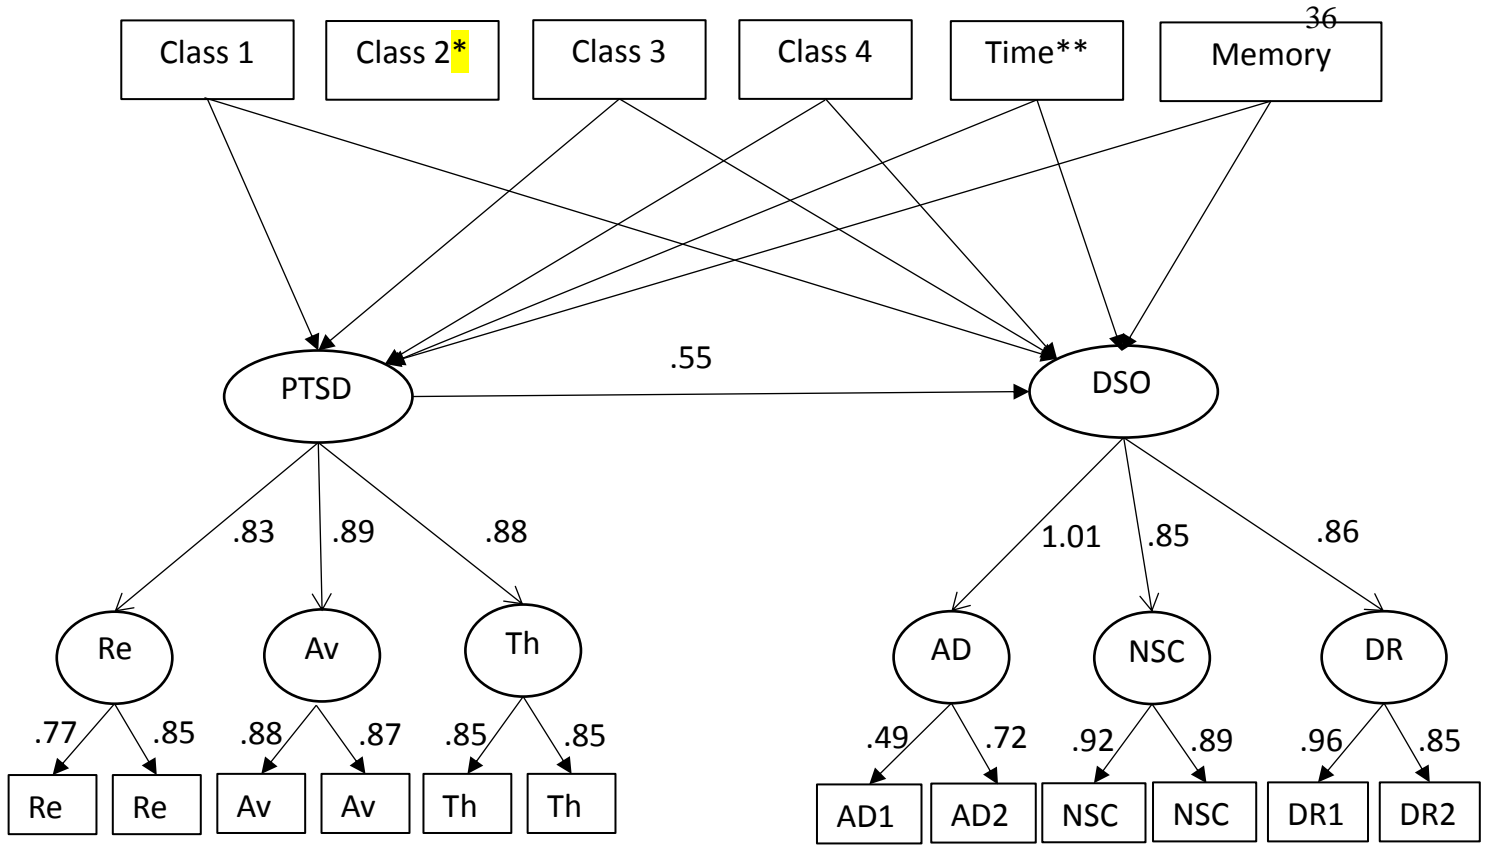 36
Class 1 Class 2* Class 3 Class 4 Time** Memory
.55
PTSD DSO
.83 .89 .88 1.01 .85 .86
Re Av Th AD NSC DR
.77 .85 .88 .87 .85 .85 .49 .72 .92 .89 .96 .85
Re Re Av Av Th Th AD1 AD2 NSC NSC DR1 DR2